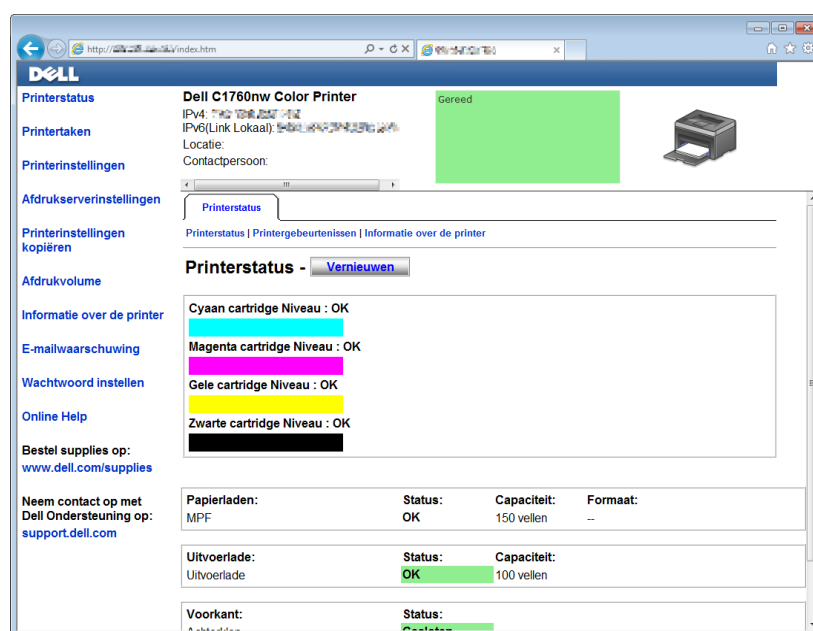 http://
/index.htm
DELL
Printerstatus
Printertaken
Printerinstellingen
Afdrukserverinstellingen
Printerinstellingen
kopiëren
Afdrukvolume
Informatie over de printer
E-mailwaarschuwing
Wachtwoord instellen
Online Help
Bestel supplies op:
www.dell.com/supplies
Neem contact op met
Dell Ondersteuning op:
support.dell.com
Dell C1760nw Color Printer
IPv4:
IPv6(Link Lokaal):
Locatie:
Contactpersoon:
Gereed
Printerstatus
Printerstatus | Printergebeurtenissen | Informatie over de printer
Printerstatus - Vernieuwen
Cyaan cartridge Niveau : OK
Magenta cartridge Niveau : OK
Gele cartridge Niveau : OK
Zwarte cartridge Niveau : OK
Papierladen: Status: Capaciteit: Formaat:
MPF OK 150 vellen --
Uitvoerlade: Status: Capaciteit:
Uitvoerlade OK 100 vellen
Voorkant: Status: